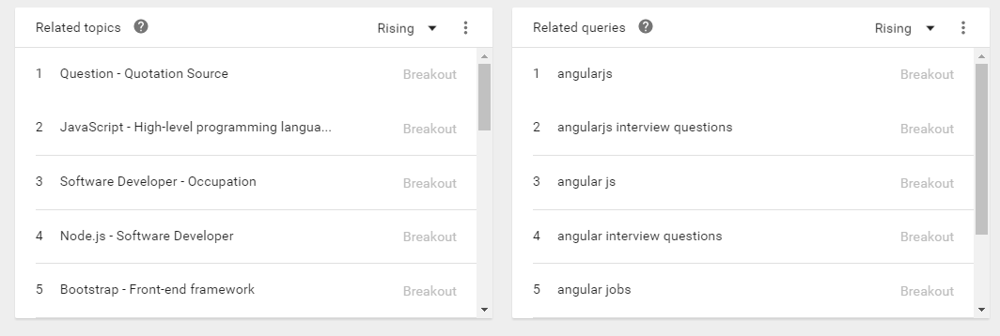 Related topics ? Rising
1 Question - Quotation Source Breakout
2 JavaScript - High-level programming langua... Breakout
3 Software Developer - Occupation Breakout
4 Node.js - Software Developer Breakout
5 Bootstrap - Front-end framework Breakout
Related queries ? Rising
1 angularjs Breakout
2 angularjs interview questions Breakout
3 angular js Breakout
4 angular interview questions Breakout
5 angular jobs Breakout